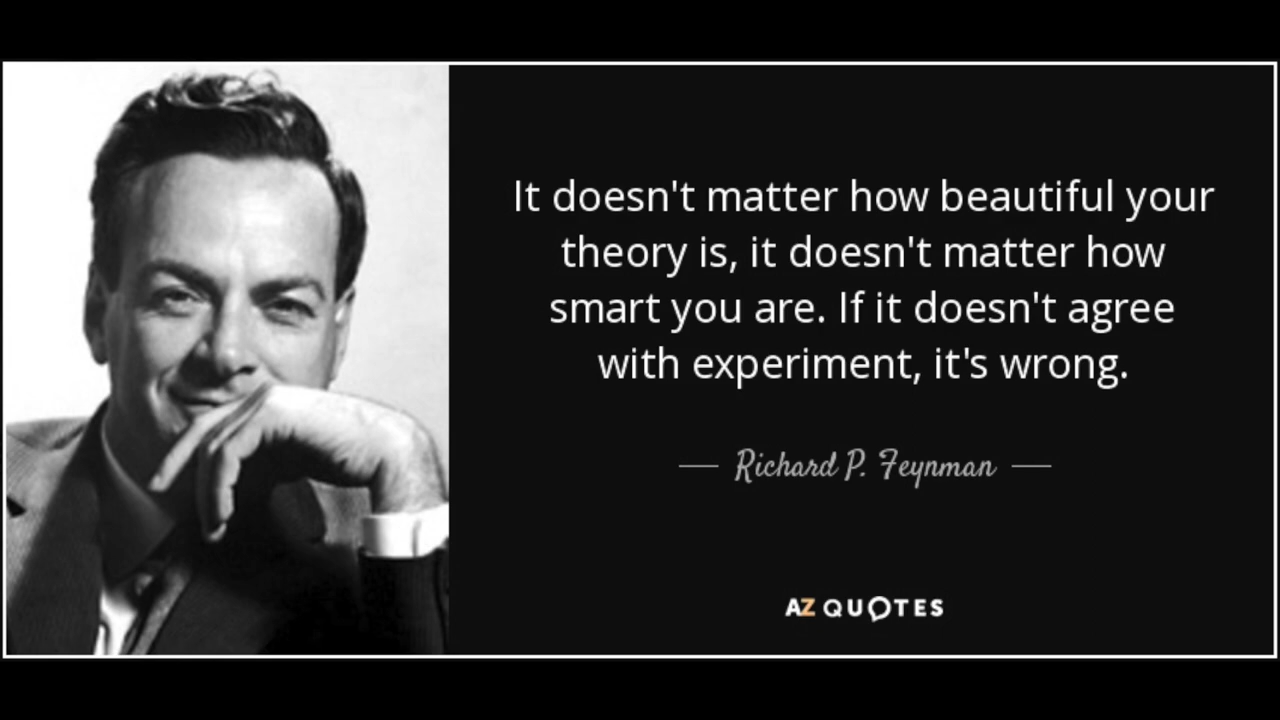 It doesn't matter how beautiful your
theory is, it doesn't matter how
smart you are. If it doesn't agree
with experiment, it's wrong.
Richard P. Feynman
AZ QUOTES